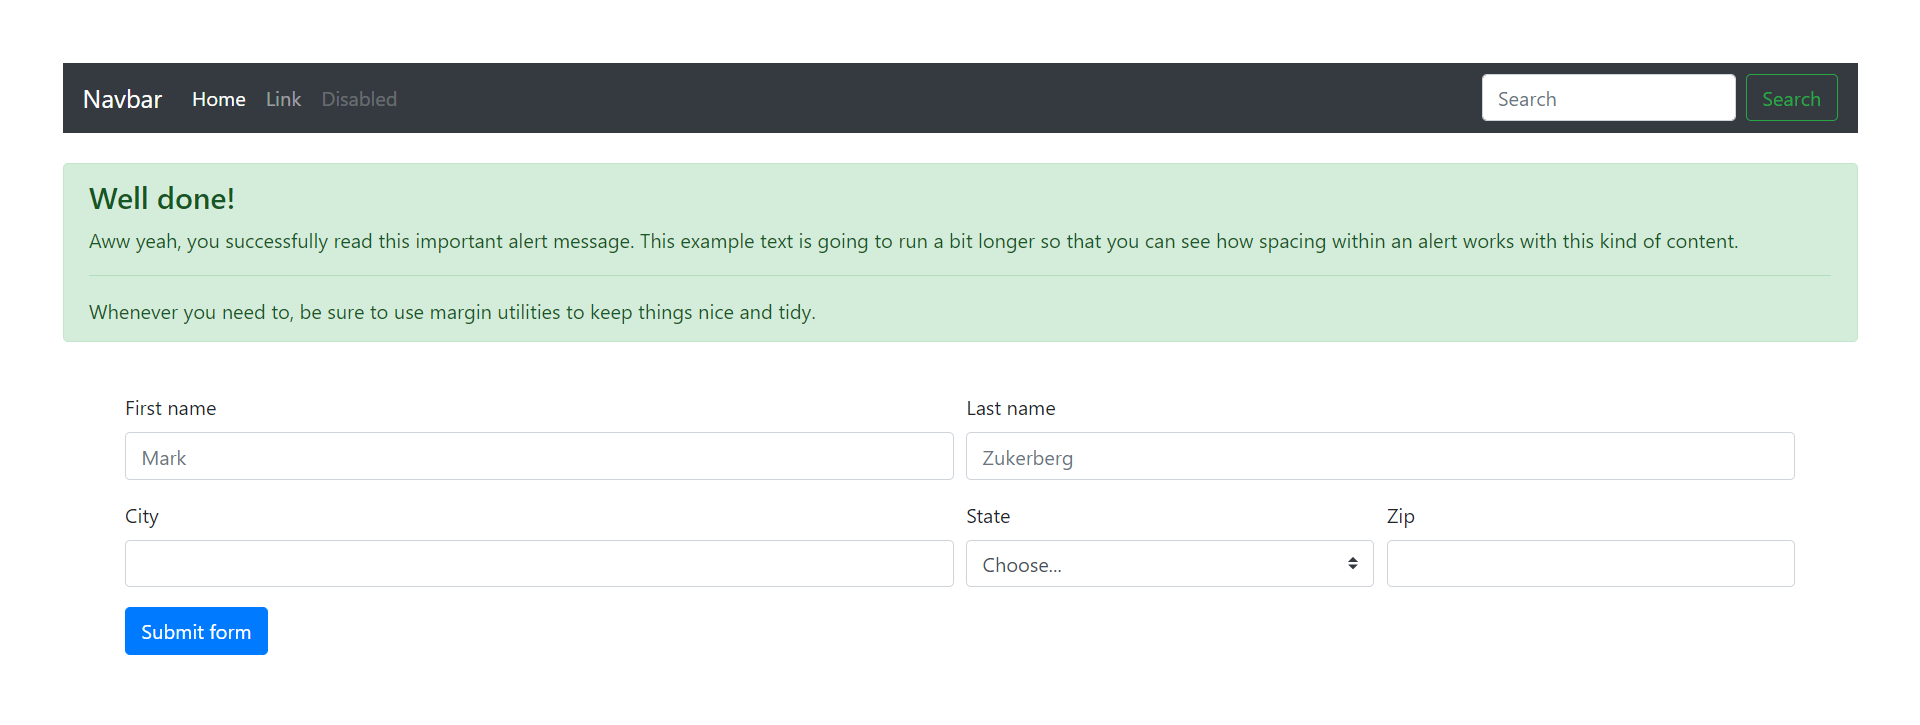 Navbar Home Link Disabled Search Search
Well done!
Aww yeah, you successfully read this important alert message. This example text is going to run a bit longer so that you can see how spacing within an alert works with this kind of content.
Whenever you need to, be sure to use margin utilities to keep things nice and tidy.
First name Last name
Mark Zukerberg
City State Zip
Choose...
Submit form